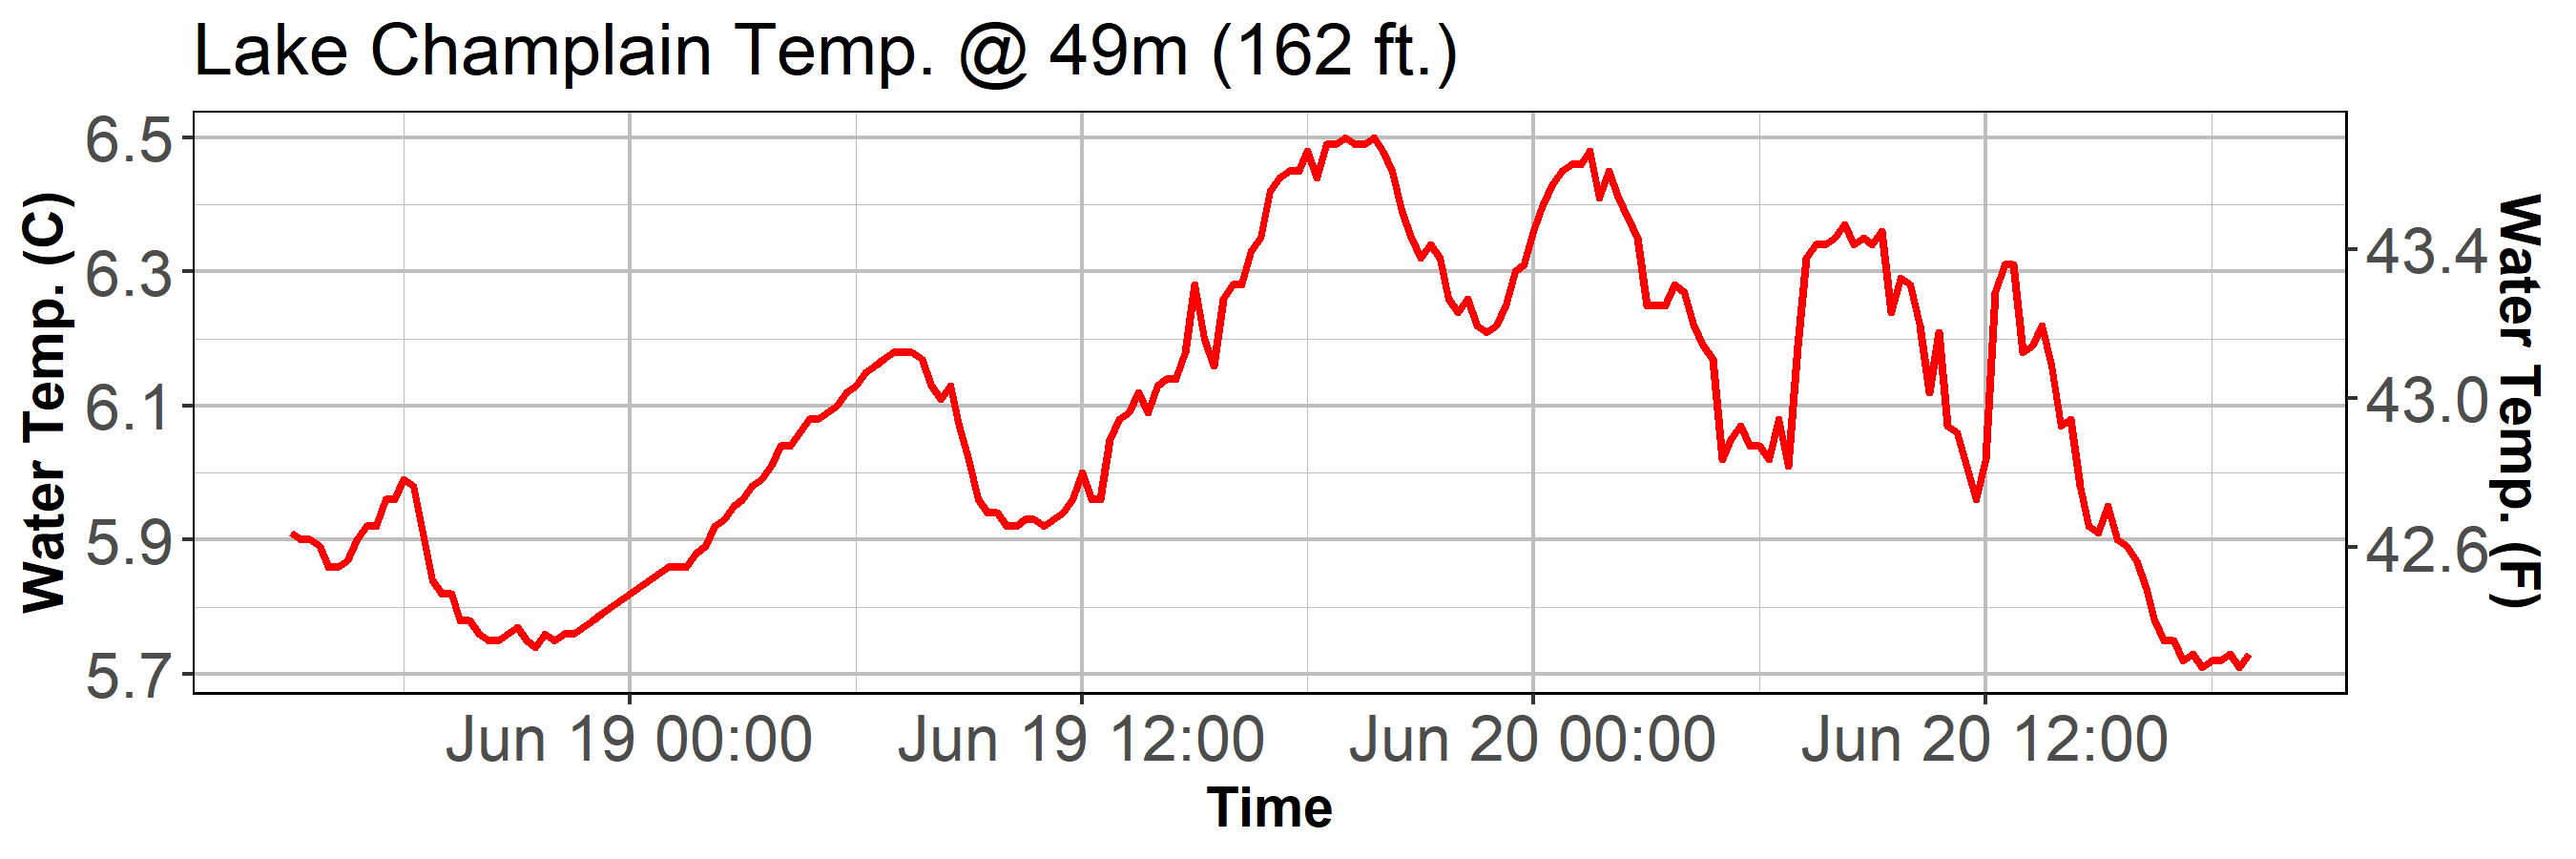 Lake Champlain Temp. @ 49m (162 ft.)
Water Temp. (C)
6.5
6.3
6.1
5.9
5.7
43.4
43.0
42.6
Water Temp. (F)
Jun 19 00:00
Jun 19 12:00
Jun 20 00:00
Jun 20 12:00
Time